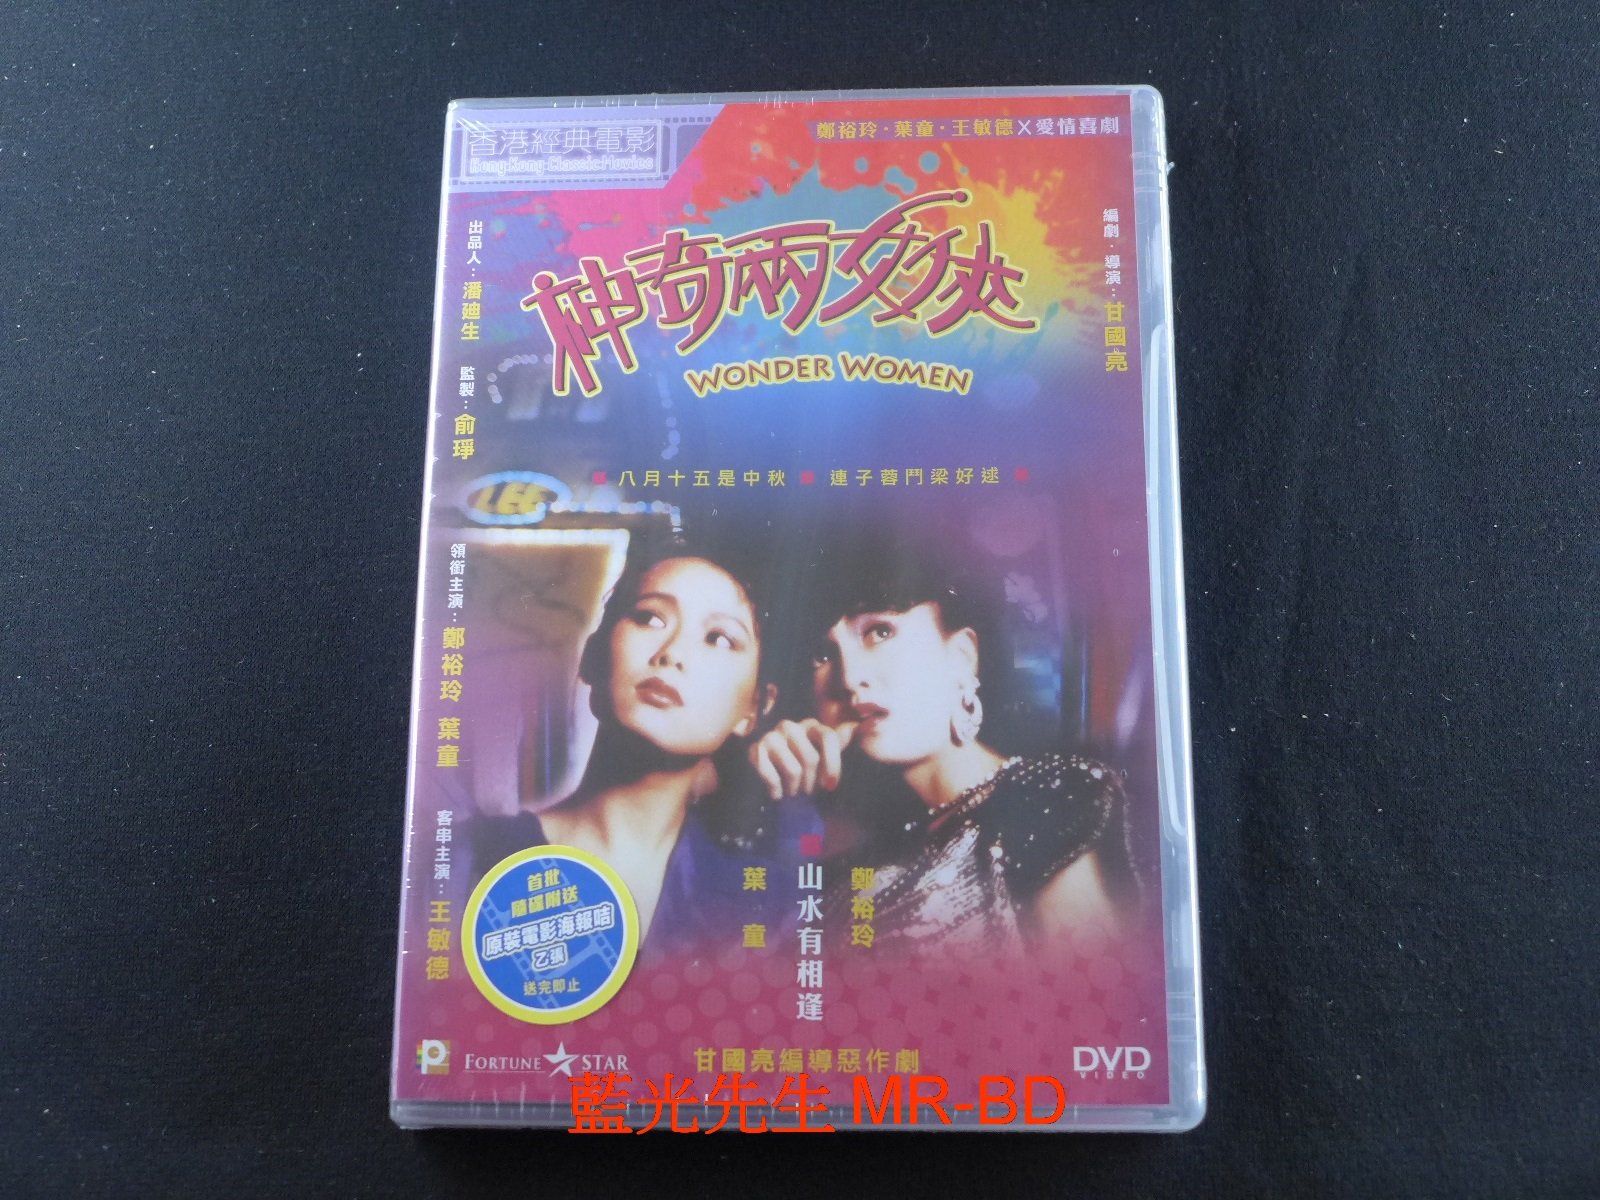 香港經典電影
Hong Kong Classic Movies
鄭裕玲·葉童·王敏德X愛情喜劇
神奇兩女俠
WONDER WOMEN
編劇·導演：甘國亮
出品人：潘迪生
監製：俞琤
八月十五是中秋
連子蓉鬥梁好逑
LEE
領銜主演：鄭裕玲 葉童
客串主演：王敏德
鄭裕玲
山水有相逢
葉童
首批
隨碟附送
原裝電影海報咭
乙張
送完即止
P
FORTUNE STAR
甘國亮編導惡作劇
DVD
VIDEO
藍光先生 MR-BD